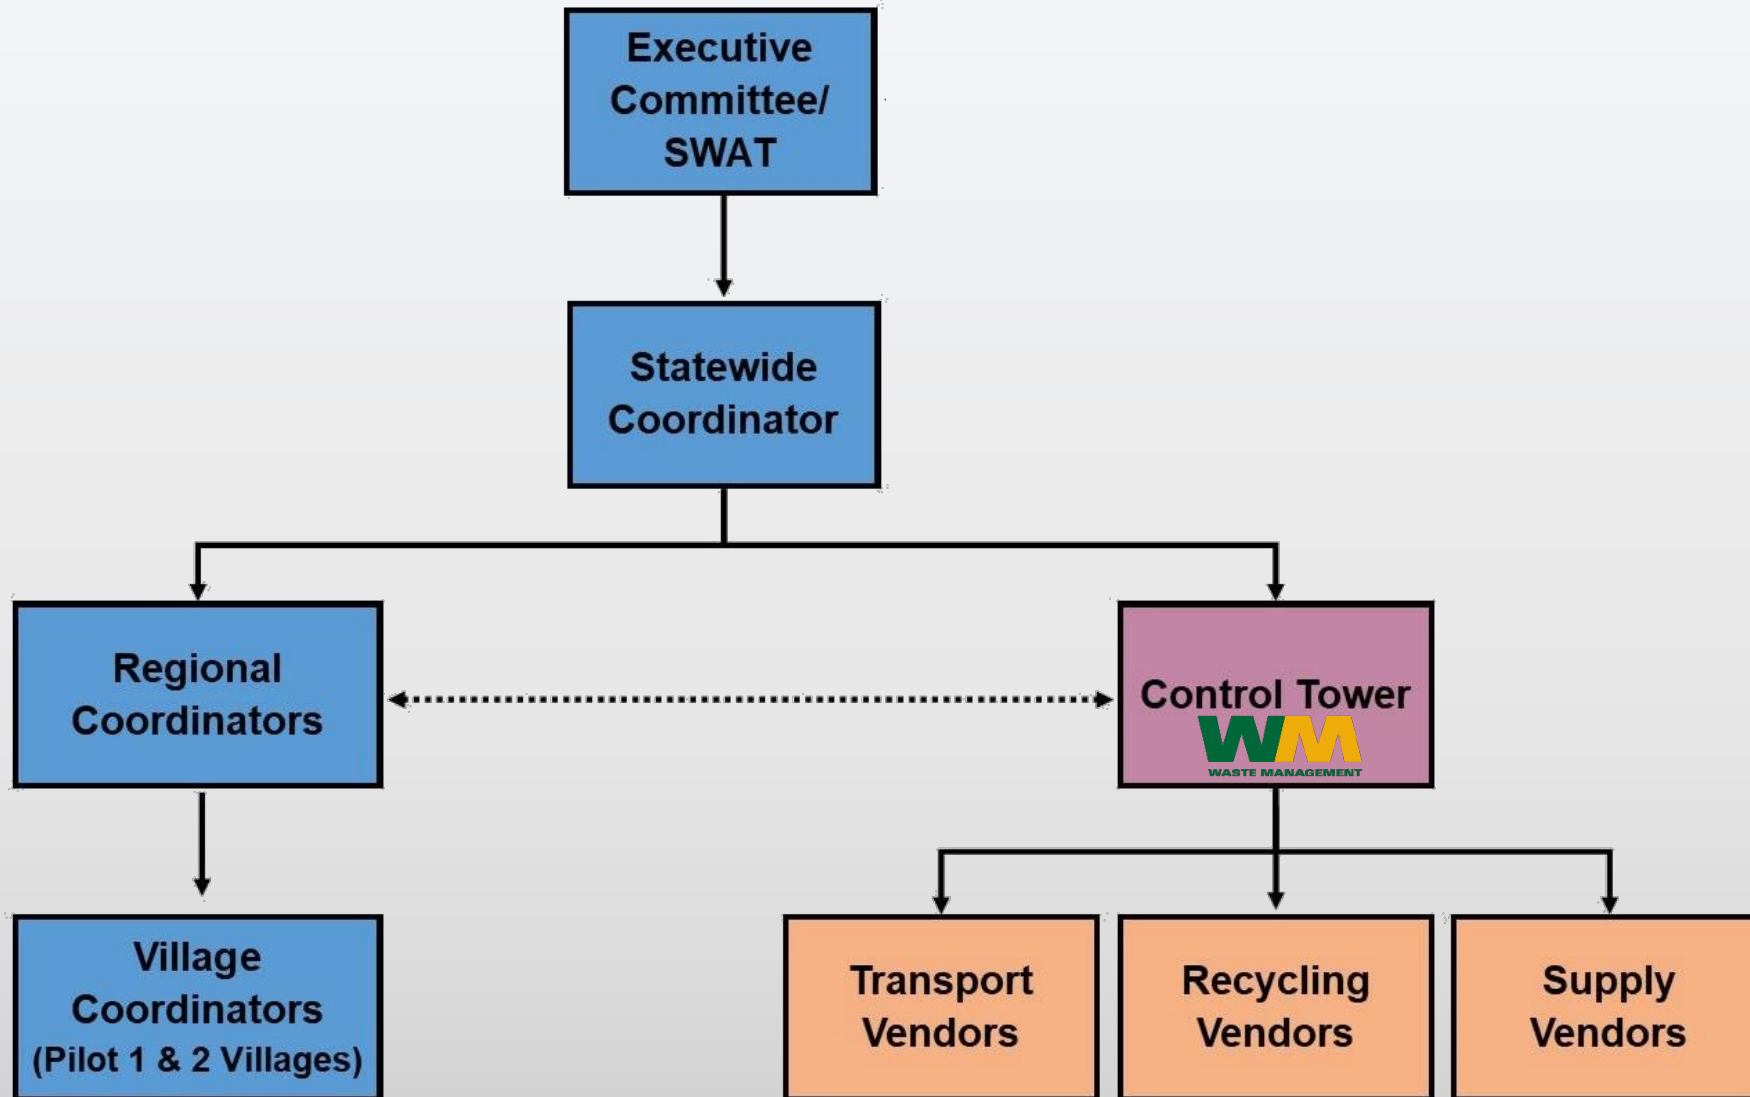 Executive
Committee/
SWAT
Statewide
Coordinator
Regional
Coordinators
Control Tower
WM
WASTE MANAGEMENT
Village
Coordinators
(Pilot 1 & 2 Villages)
Transport
Vendors
Recycling
Vendors
Supply
Vendors